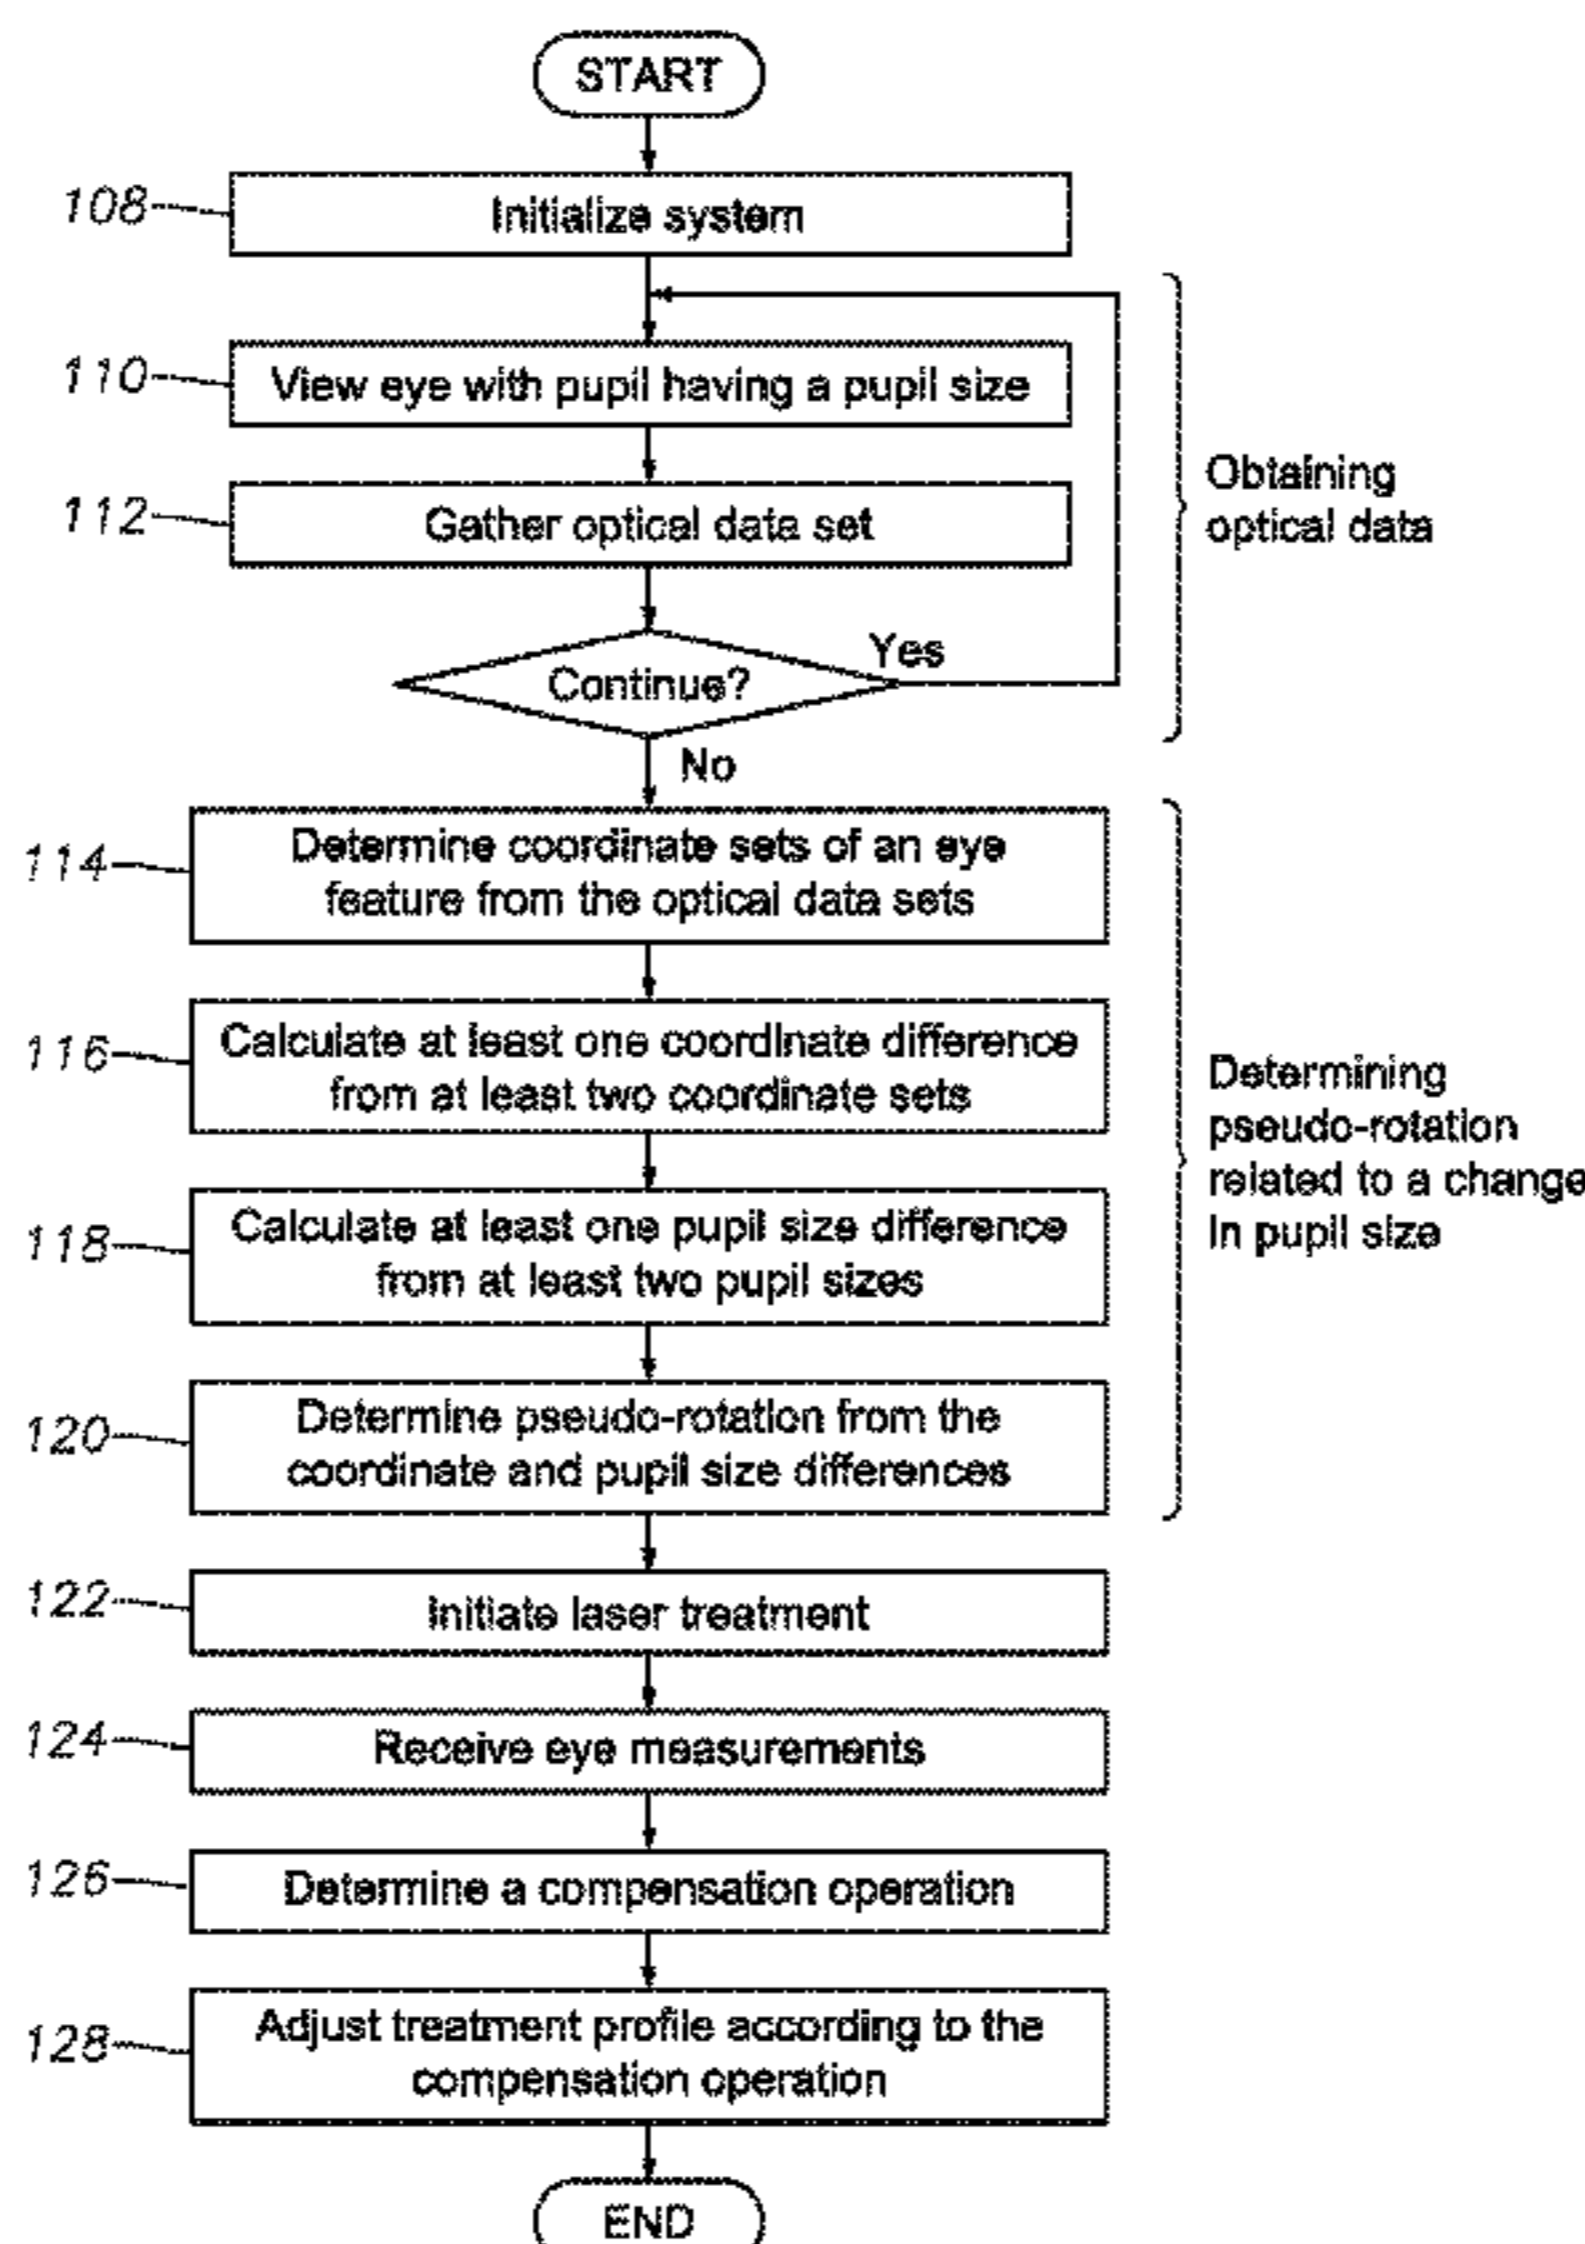 START
108
Initialize system
110
View eye with pupil having a pupil size
112
Gather optical data set
Obtaining
optical data
Yes
Continue?
No
114
Determine coordinate sets of an eye
feature from the optical data sets
116
Calculate at least one coordinate difference
from at least two coordinate sets
118
Calculate at least one pupil size difference
from at least two pupil sizes
Determining
pseudo-rotation
related to a change
in pupil size
120
Determine pseudo-rotation from the
coordinate and pupil size differences
122
Initiate laser treatment
124
Receive eye measurements
126
Determine a compensation operation
128
Adjust treatment profile according to the
compensation operation
END